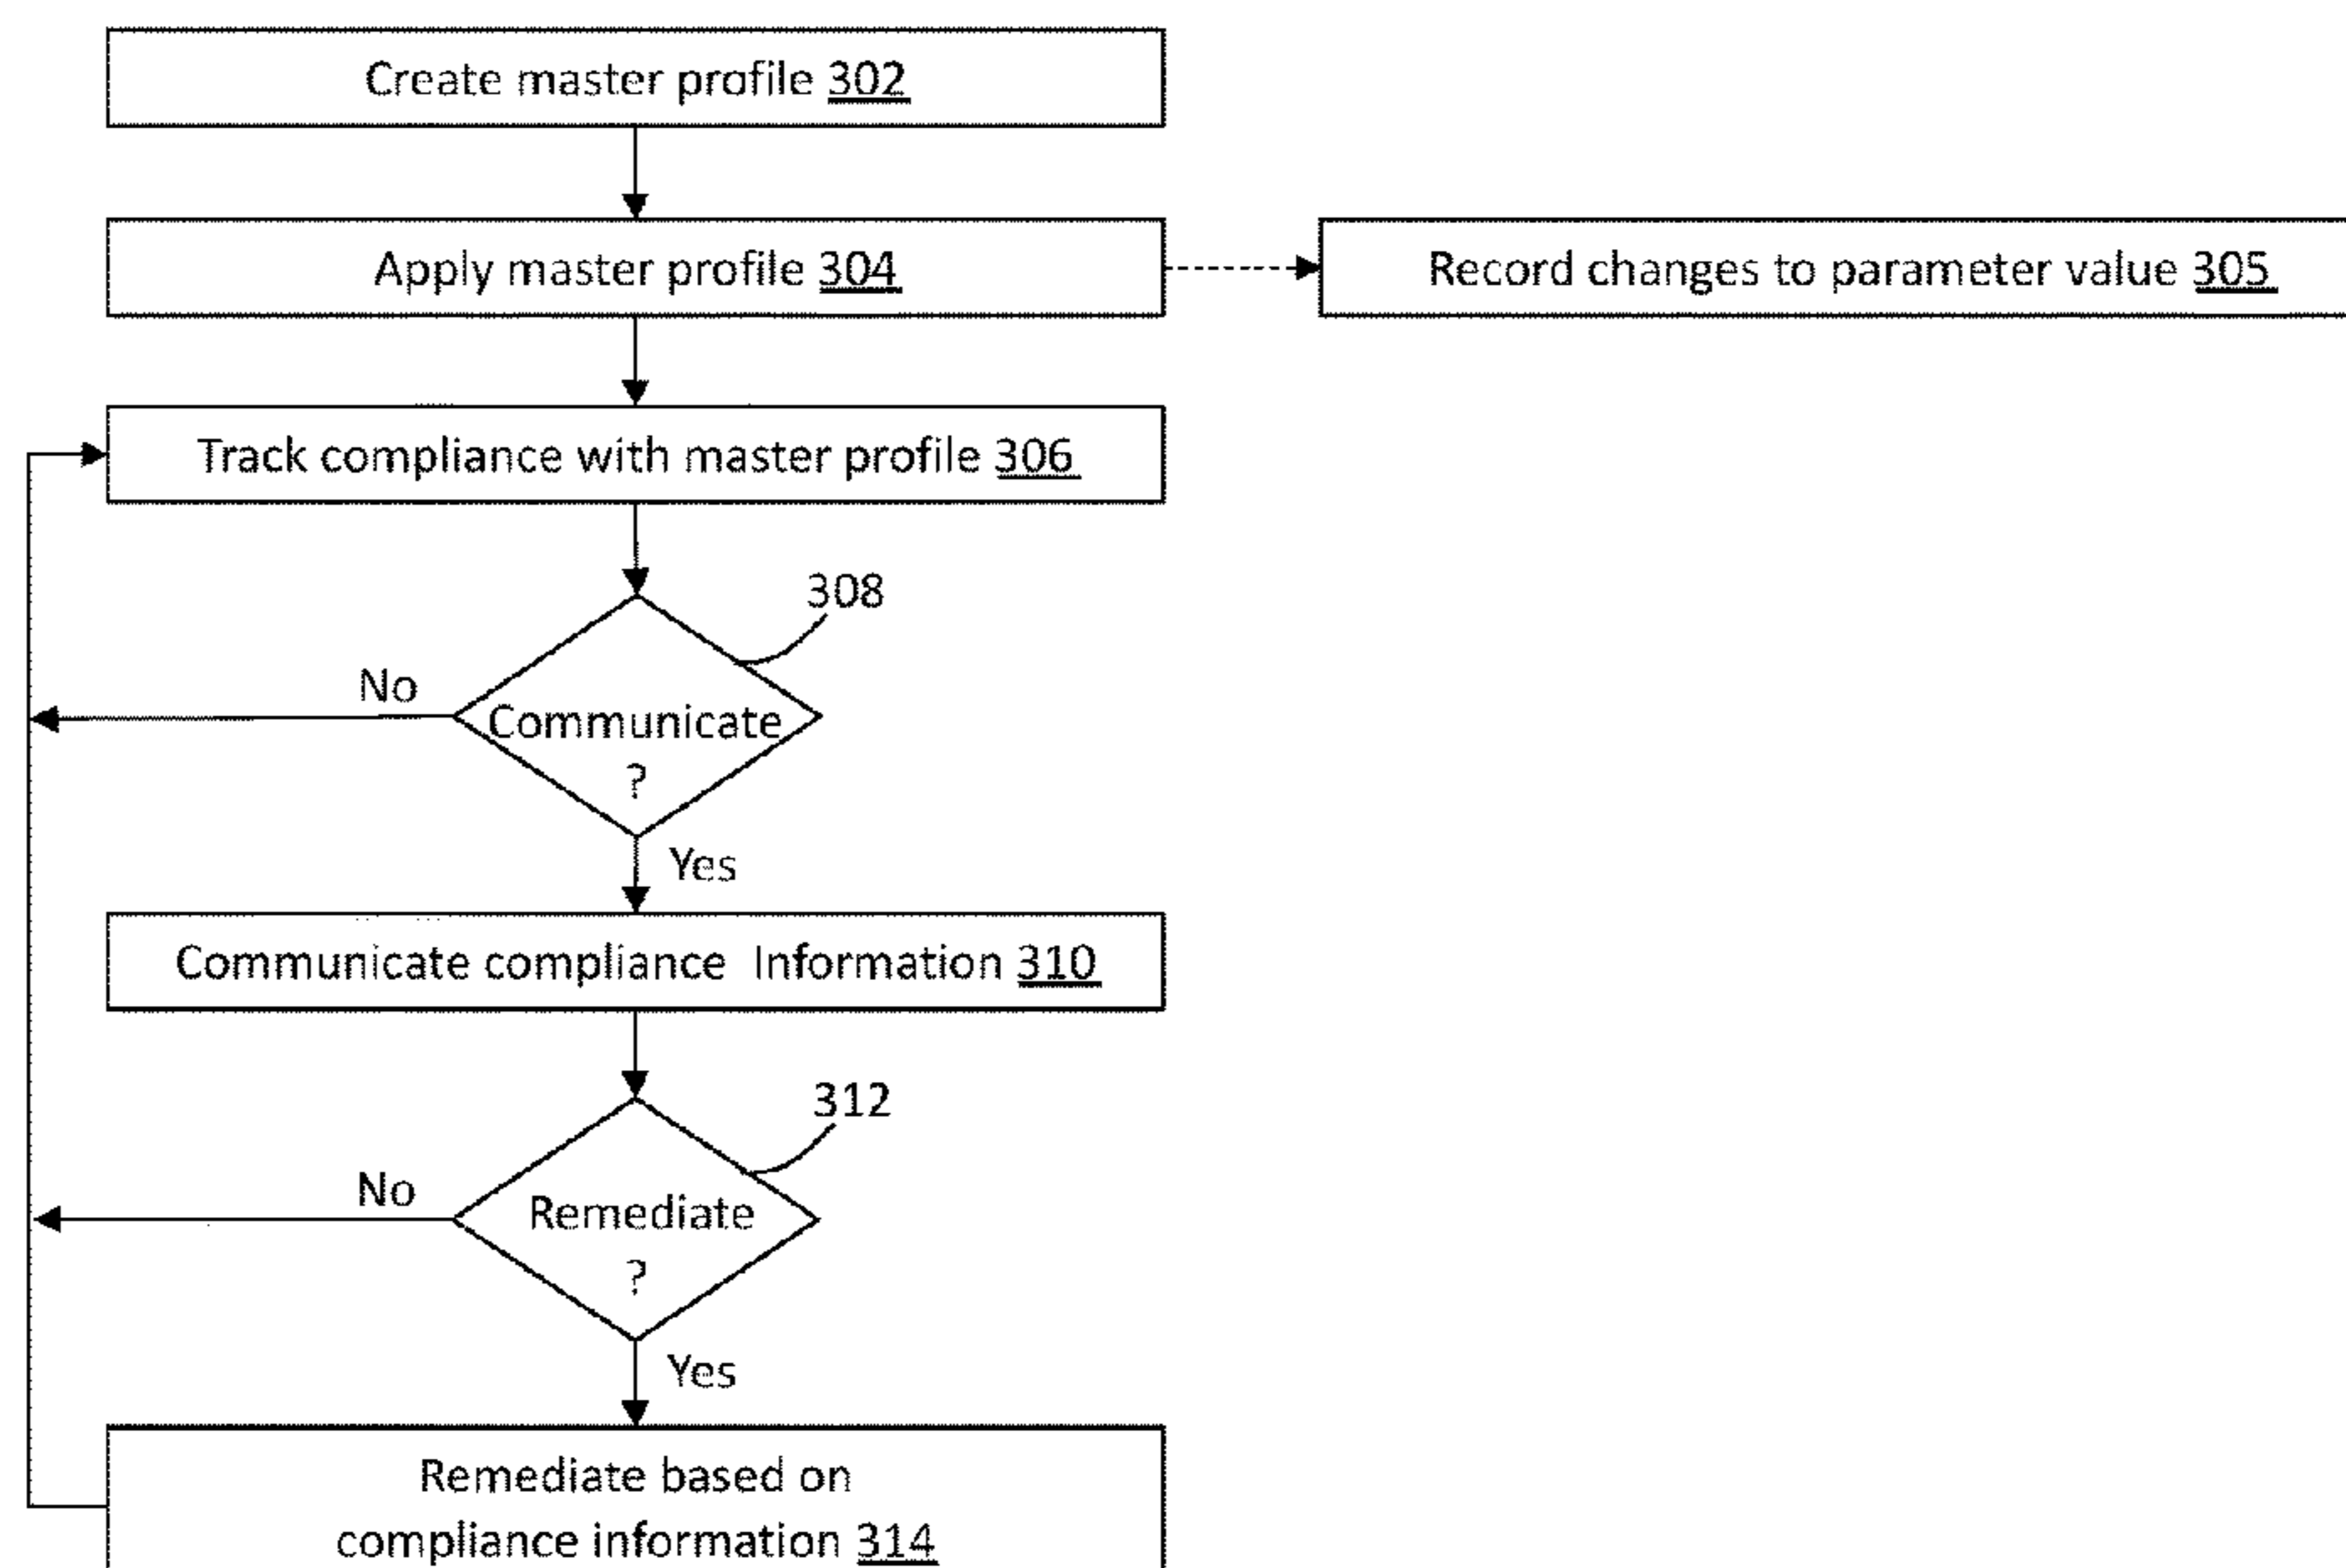 Create master profile 302
Apply master profile 304
Record changes to parameter value 305
Track compliance with master profile 306
308
No
Communicate
?
Yes
Communicate compliance Information 310
312
No
Remediate
?
Yes
Remediate based on
compliance information 314